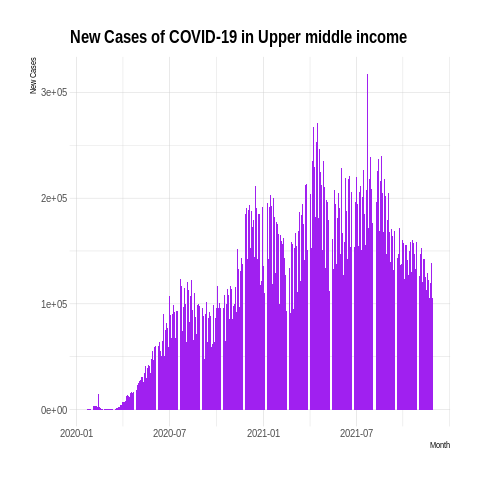 New Cases of COVID-19 in Upper middle income
New Cases
3e+05
2e+05
1e+05
0e+00
2020-01 2020-07 2021-01 2021-07
Month